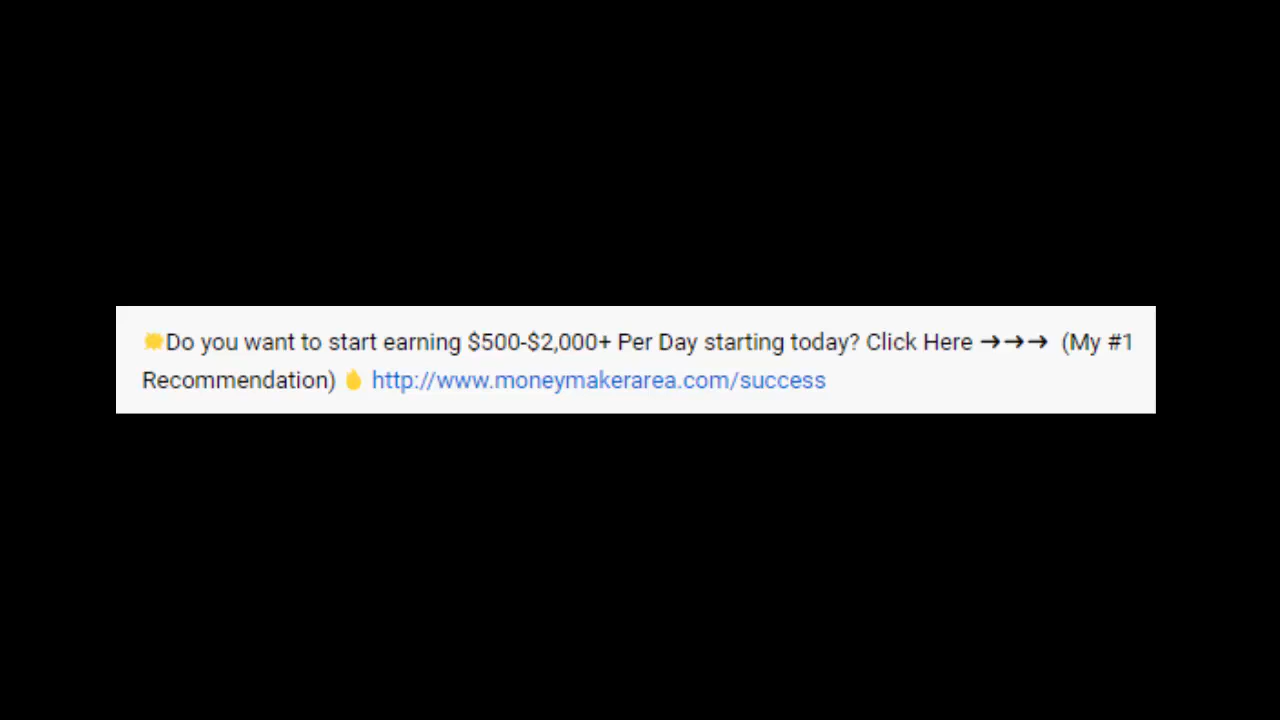 💥Do you want to start earning $500-$2,000+ Per Day starting today? Click Here ➜➜➜ (My #1
Recommendation) 👌 http://www.moneymakerarea.com/success